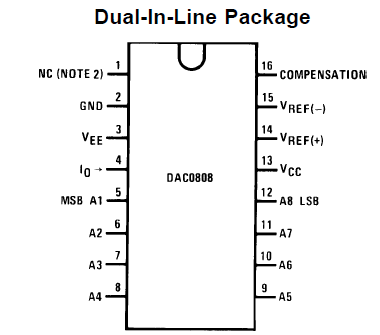 Dual-In-Line Package
NC (NOTE 2) 1
16 COMPENSATION
GND 2
15 VREF(–)
VEE 3
14 VREF(+)
IO → 4
13 VCC
DAC0808
MSB A1 5
12 A8 LSB
A2 6
11 A7
A3 7
10 A6
A4 8
9 A5